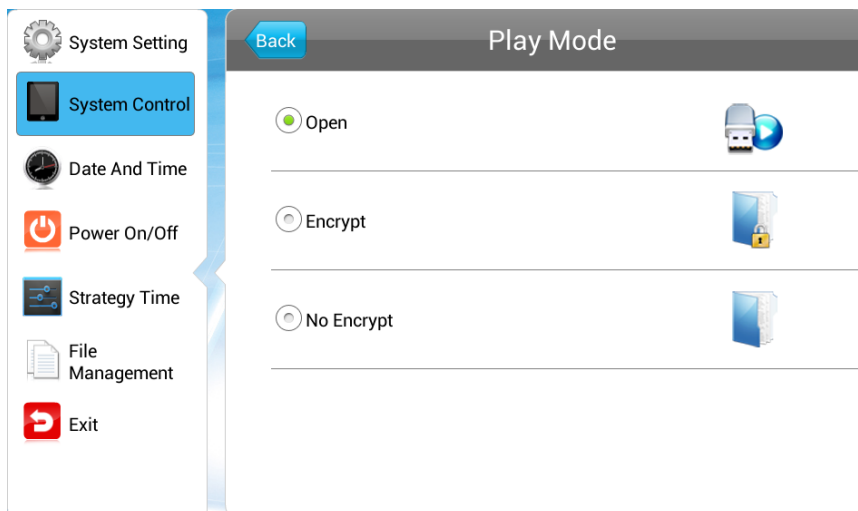 System Setting
System Control
Date And Time
Power On/Off
Strategy Time
File
Management
Exit
Back
Play Mode
Open
Encrypt
No Encrypt